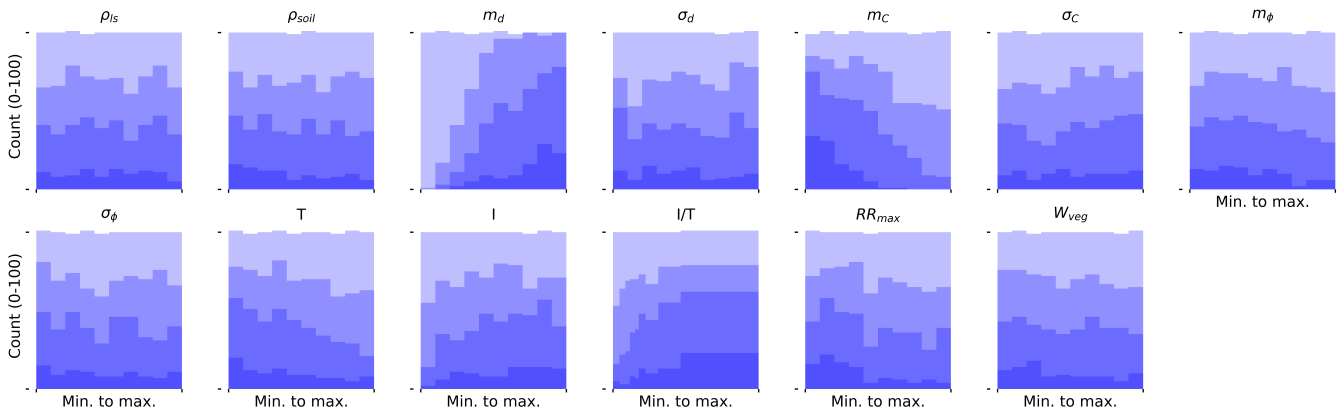 ρls ρsoil md σd mC σC mϕ
Count (0-100)
Min. to max.
σϕ T I I/T RRmax Wveg
Count (0-100)
Min. to max. Min. to max. Min. to max. Min. to max. Min. to max. Min. to max.